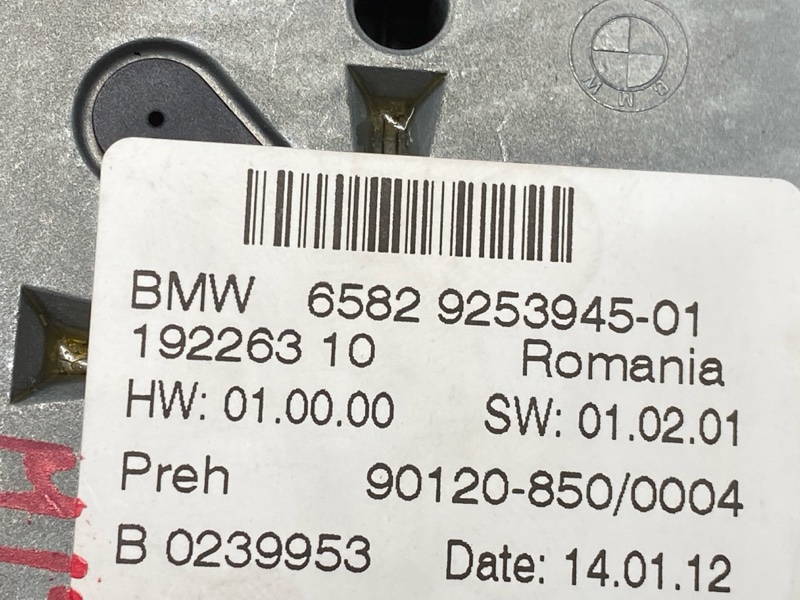 BMW
BMW 6582 9253945-01
192263 10 Romania
HW: 01.00.00 SW: 01.02.01
Preh 90120-850/0004
B 0239953 Date: 14.01.12